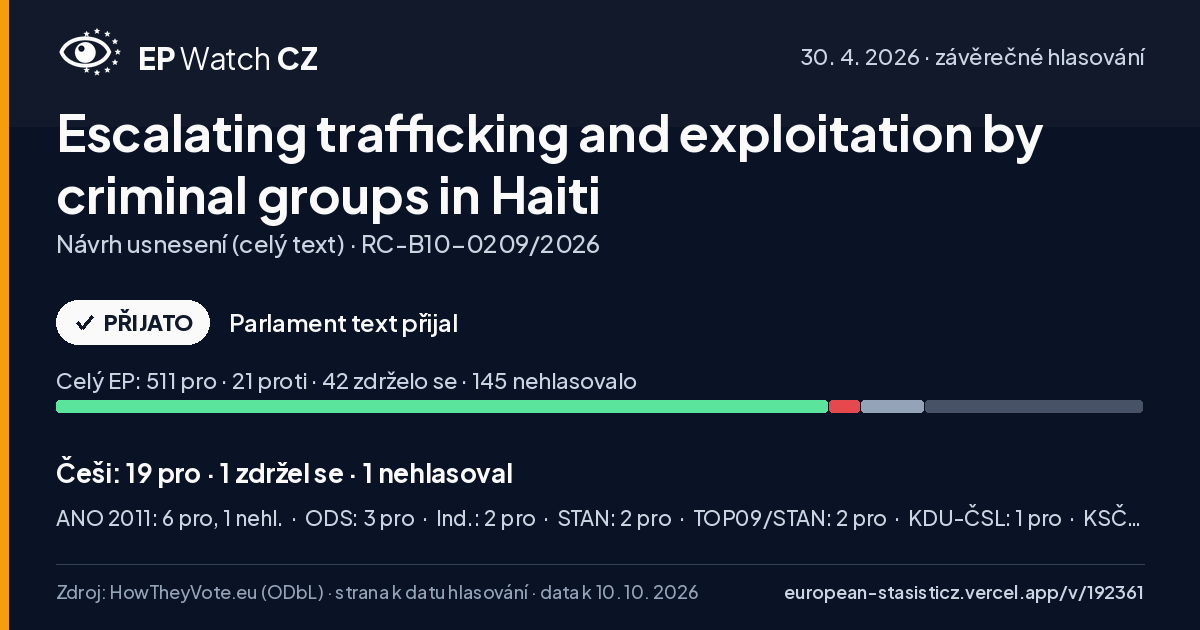 EP Watch CZ
30. 4. 2026 · závěrečné hlasování
Escalating trafficking and exploitation by
criminal groups in Haiti
Návrh usnesení (celý text) · RC-B10-0209/2026
✓ PŘIJATO
Parlament text přijal
Celý EP: 511 pro · 21 proti · 42 zdrželo se · 145 nehlasovalo
Češi: 19 pro · 1 zdržel se · 1 nehlasoval
ANO 2011: 6 pro, 1 nehl. · ODS: 3 pro · Ind.: 2 pro · STAN: 2 pro · TOP09/STAN: 2 pro · KDU-ČSL: 1 pro · KSČ…
Zdroj: HowTheyVote.eu (ODbL) · strana k datu hlasování · data k 10. 10. 2026
european-stasisticz.vercel.app/v/192361